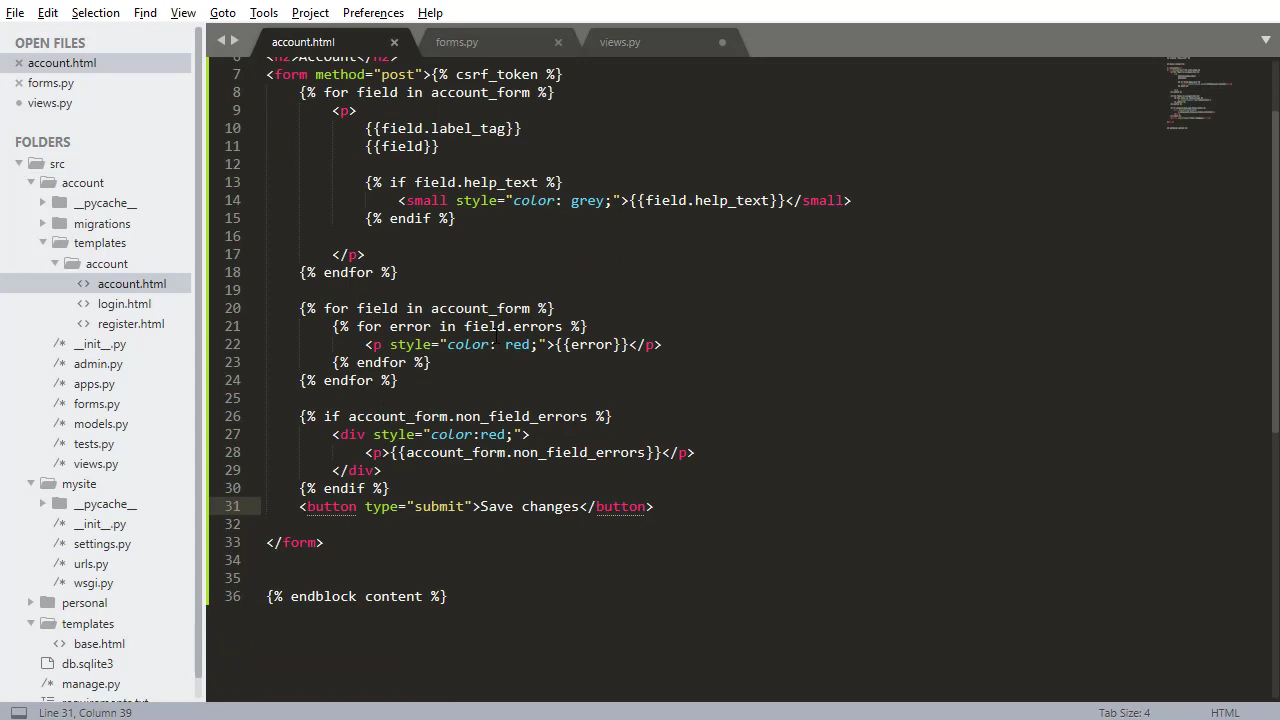 File Edit Selection Find View Goto Tools Project Preferences Help
OPEN FILES
account.html
forms.py
views.py
FOLDERS
src
account
__pycache__
migrations
templates
account
account.html
login.html
register.html
__init__.py
admin.py
apps.py
forms.py
models.py
tests.py
views.py
mysite
__pycache__
__init__.py
settings.py
urls.py
wsgi.py
personal
templates
base.html
db.sqlite3
manage.py
requirements.txt
account.html forms.py views.py
6 <h2>Account</h2>
7 <form method="post">{% csrf_token %}
8 {% for field in account_form %}
9 <p>
10 {{field.label_tag}}
11 {{field}}
12
13 {% if field.help_text %}
14 <small style="color: grey;">{{field.help_text}}</small>
15 {% endif %}
16
17 </p>
18 {% endfor %}
19
20 {% for field in account_form %}
21 {% for error in field.errors %}
22 <p style="color: red;">{{error}}</p>
23 {% endfor %}
24 {% endfor %}
25
26 {% if account_form.non_field_errors %}
27 <div style="color:red;">
28 <p>{{account_form.non_field_errors}}</p>
29 </div>
30 {% endif %}
31 <button type="submit">Save changes</button>
32
33 </form>
34
35
36 {% endblock content %}
Line 31, Column 39 Tab Size: 4 HTML